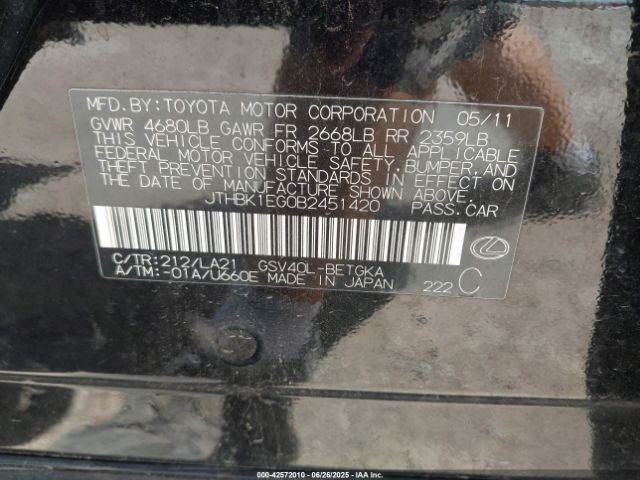 MFD.BY:TOYOTA MOTOR CORPORATION 05/11
GVWR 4680LB GAWR FR 2668LB RR 2359LB
THIS VEHICLE CONFORMS TO ALL APPLICABLE
FEDERAL MOTOR VEHICLE SAFETY,BUMPER,AND
THEFT PREVENTION STANDARDS IN EFFECT ON
THE DATE OF MANUFACTURE SHOWN ABOVE.
JTHBK1EG0B2451420 PASS.CAR
C/TR:212/LA21 GSV40L-BETGKA
A/TM:-01A/U660E MADE IN JAPAN 222 C
000-42572010 - 06/26/2025 - IAAI.COM